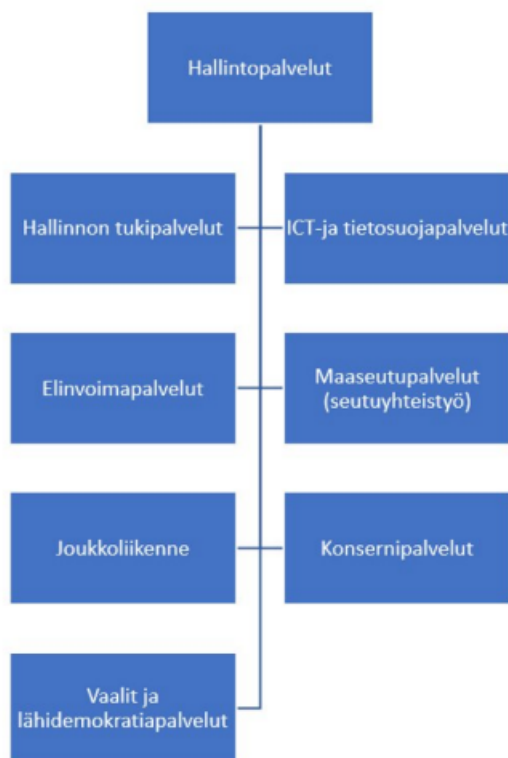 Hallintopalvelut
Hallinnon tukipalvelut
ICT-ja tietosuojapalvelut
Elinvoimapalvelut
Maaseutupalvelut
(seutuyhteistyö)
Joukkoliikenne
Konsernipalvelut
Vaalit ja
lähidemokratiapalvelut